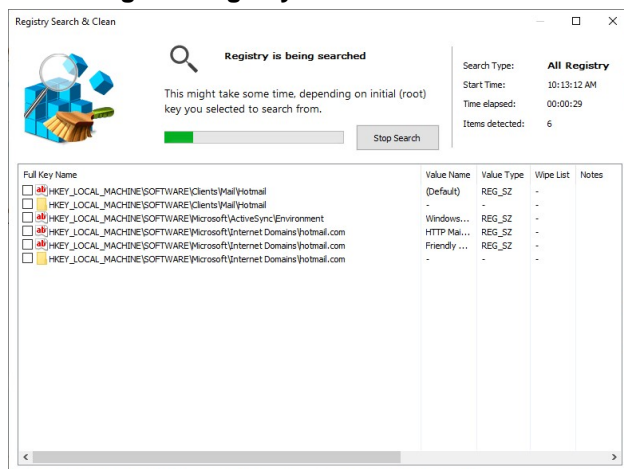 Registry Search & Clean
Registry is being searched
This might take some time, depending on initial (root)
key you selected to search from.
Stop Search
Search Type: All Registry
Start Time: 10:13:12 AM
Time elapsed: 00:00:29
Items detected: 6
Full Key Name Value Name Value Type Wipe List Notes
HKEY_LOCAL_MACHINE\SOFTWARE\Clients\Mail\Hotmail (Default) REG_SZ -
HKEY_LOCAL_MACHINE\SOFTWARE\Clients\Mail\Hotmail - - -
HKEY_LOCAL_MACHINE\SOFTWARE\Microsoft\ActiveSync\Environment Windows... REG_SZ -
HKEY_LOCAL_MACHINE\SOFTWARE\Microsoft\Internet Domains\hotmail.com HTTP Mai... REG_SZ -
HKEY_LOCAL_MACHINE\SOFTWARE\Microsoft\Internet Domains\hotmail.com Friendly ... REG_SZ -
HKEY_LOCAL_MACHINE\SOFTWARE\Microsoft\Internet Domains\hotmail.com - - -